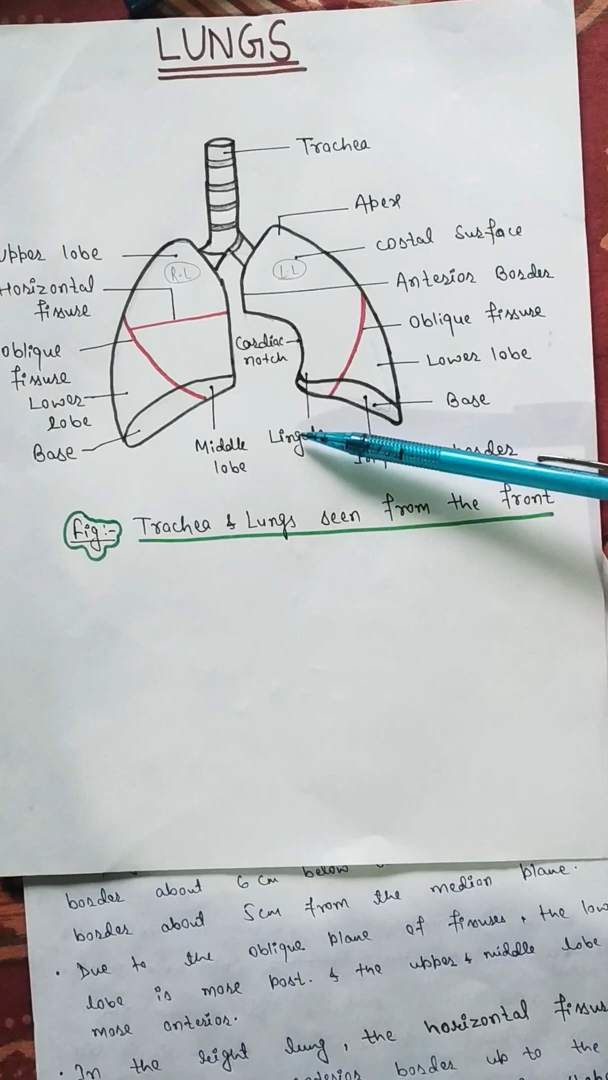 LUNGS
Trachea
Apex
Upper lobe
costal surface
R.L
L.L
Horizontal
fissure
Anterior Border
Oblique fissure
Oblique
fissure
Cardiac
notch
Lower lobe
Lower
lobe
Base
Base
Middle
lobe
border
Fig:- Trachea & Lungs seen from the front
border about 6 cm below
border about 5cm from the median plane.
• Due to the oblique plane of fissures, the
lobe is more post. & the upper & middle lobe
more anterior.
• In the right lung, the horizontal
border up to the